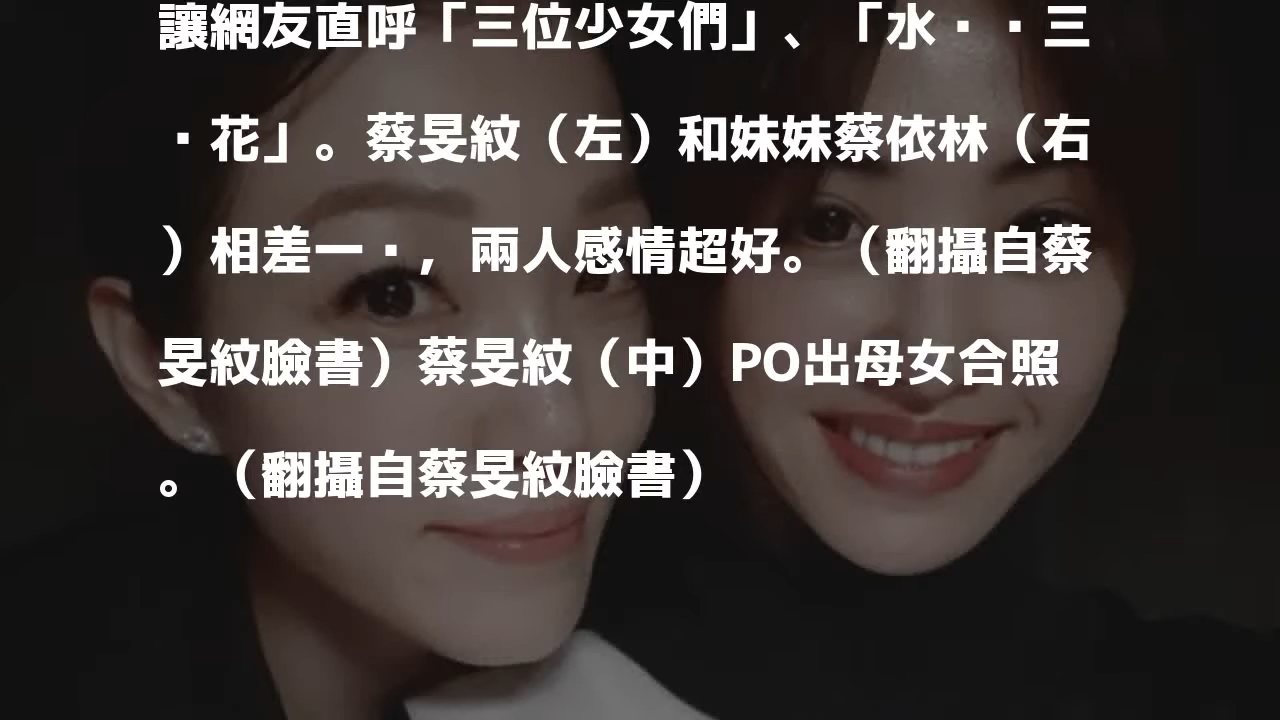 讓網友直呼「三位少女們」、「水··三
·花」。蔡旻紋（左）和妹妹蔡依林（右
）相差一·，兩人感情超好。（翻攝自蔡
旻紋臉書）蔡旻紋（中）PO出母女合照
。（翻攝自蔡旻紋臉書）